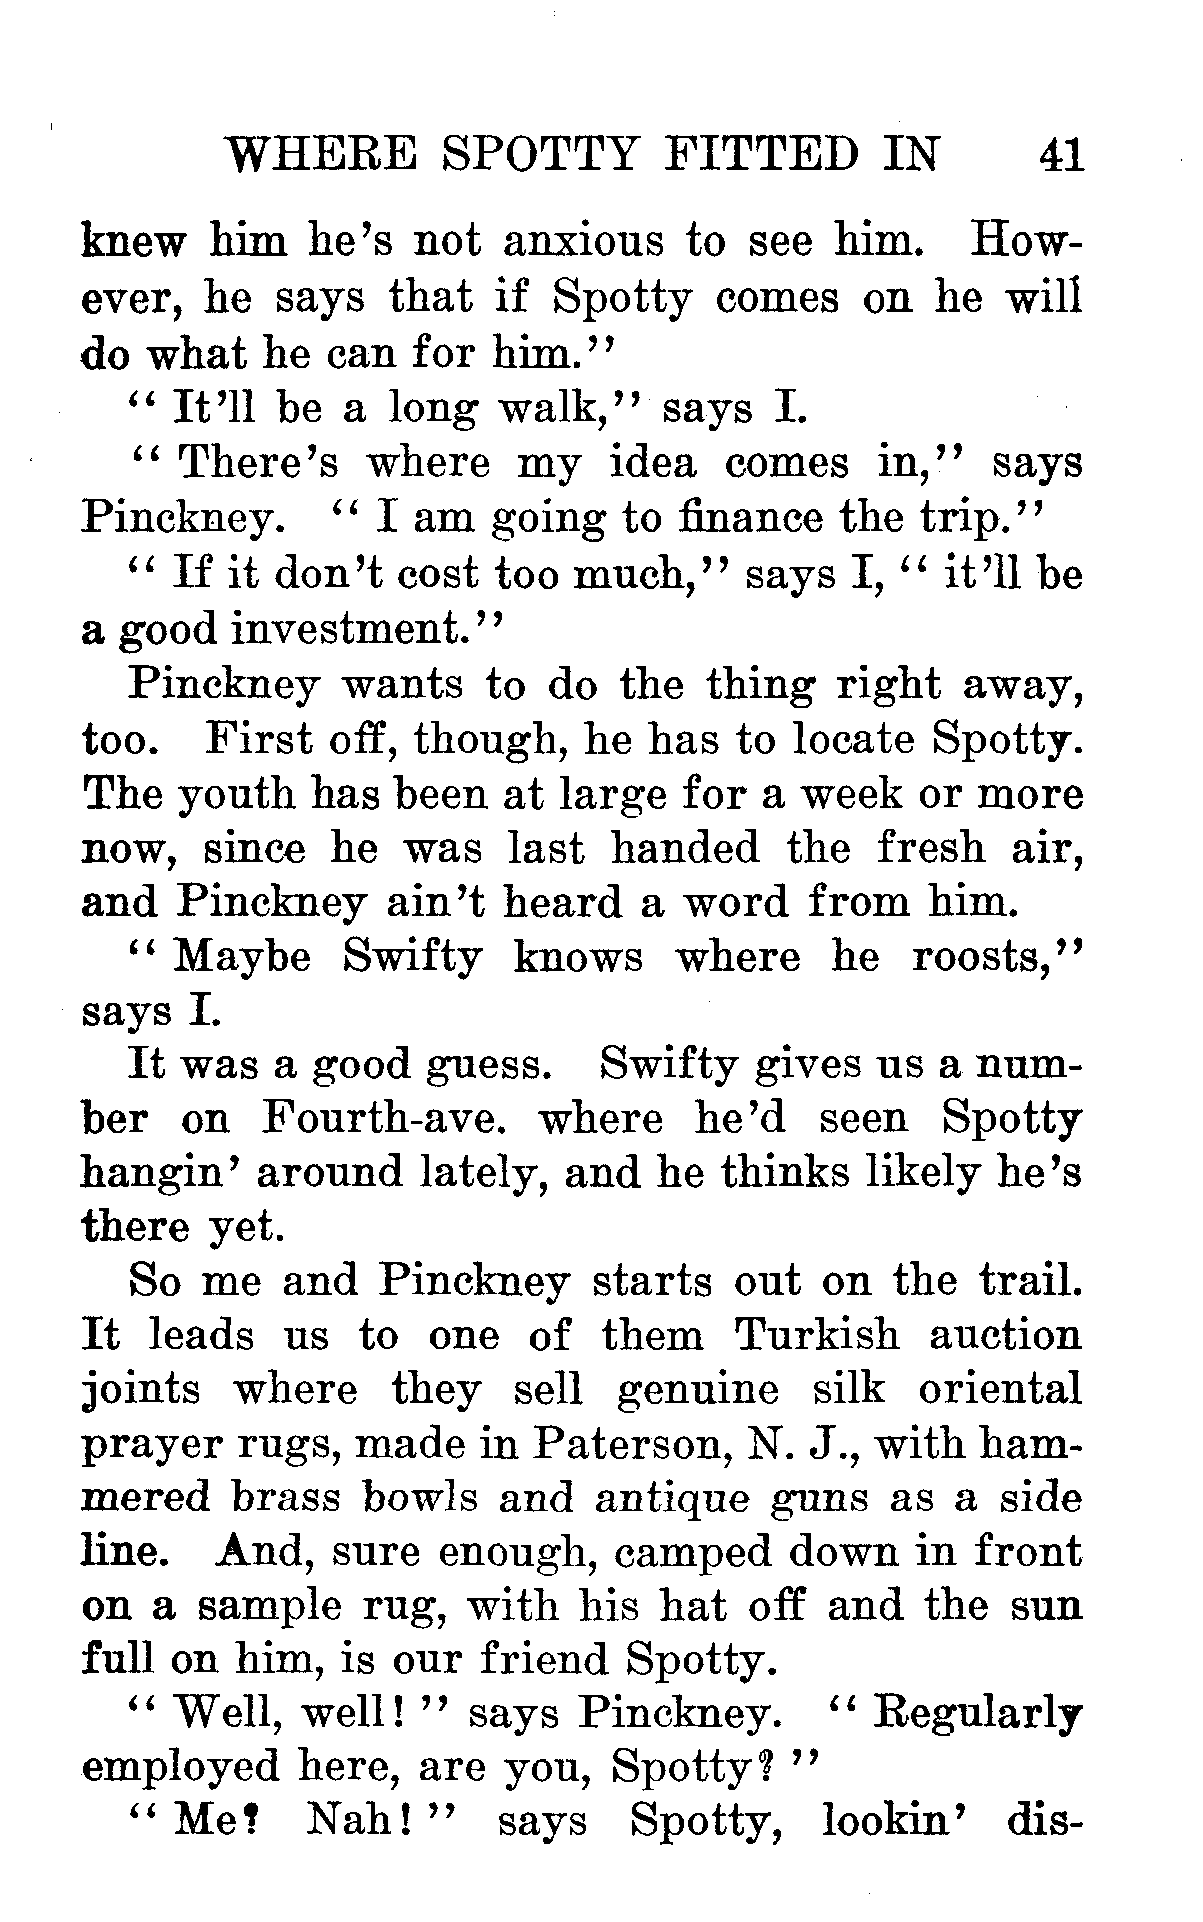 WHERE SPOTTY FITTED IN 41
knew him he's not anxious to see him. How-
ever, he says that if Spotty comes on he will
do what he can for him.''
“ It'll be a long walk,'' says I.
“ There's where my idea comes in,'' says
Pinckney. “ I am going to finance the trip.''
“ If it don't cost too much,'' says I, “ it'll be
a good investment.''
Pinckney wants to do the thing right away,
too. First off, though, he has to locate Spotty.
The youth has been at large for a week or more
now, since he was last handed the fresh air,
and Pinckney ain't heard a word from him.
“ Maybe Swifty knows where he roosts,''
says I.
It was a good guess. Swifty gives us a num-
ber on Fourth-ave. where he'd seen Spotty
hangin' around lately, and he thinks likely he's
there yet.
So me and Pinckney starts out on the trail.
It leads us to one of them Turkish auction
joints where they sell genuine silk oriental
prayer rugs, made in Paterson, N. J., with ham-
mered brass bowls and antique guns as a side
line. And, sure enough, camped down in front
on a sample rug, with his hat off and the sun
full on him, is our friend Spotty.
“ Well, well! '' says Pinckney. “ Regularly
employed here, are you, Spotty? ''
“ Me? Nah! '' says Spotty, lookin' dis-